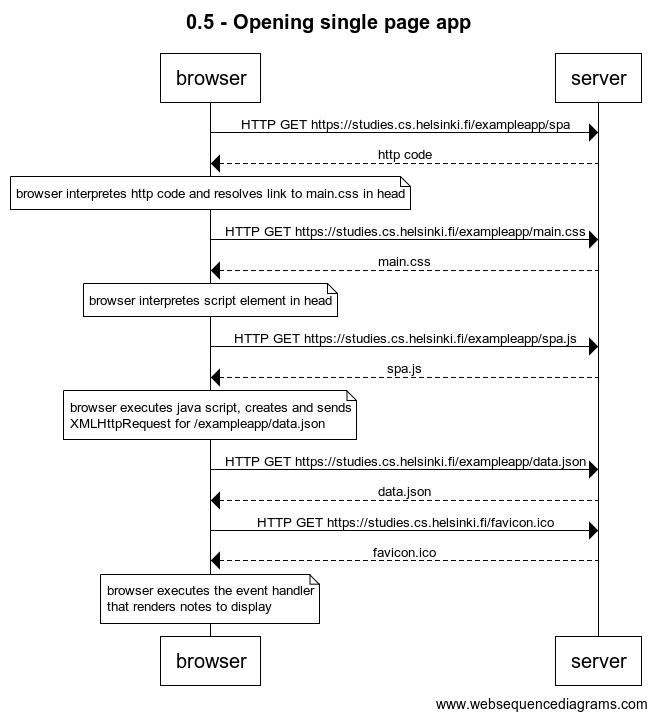 0.5 - Opening single page app
browser
server
HTTP GET https://studies.cs.helsinki.fi/exampleapp/spa
http code
browser interpretes http code and resolves link to main.css in head
HTTP GET https://studies.cs.helsinki.fi/exampleapp/main.css
main.css
browser interpretes script element in head
HTTP GET https://studies.cs.helsinki.fi/exampleapp/spa.js
spa.js
browser executes java script, creates and sends
XMLHttpRequest for /exampleapp/data.json
HTTP GET https://studies.cs.helsinki.fi/exampleapp/data.json
data.json
HTTP GET https://studies.cs.helsinki.fi/favicon.ico
favicon.ico
browser executes the event handler
that renders notes to display
browser
server
www.websequencediagrams.com